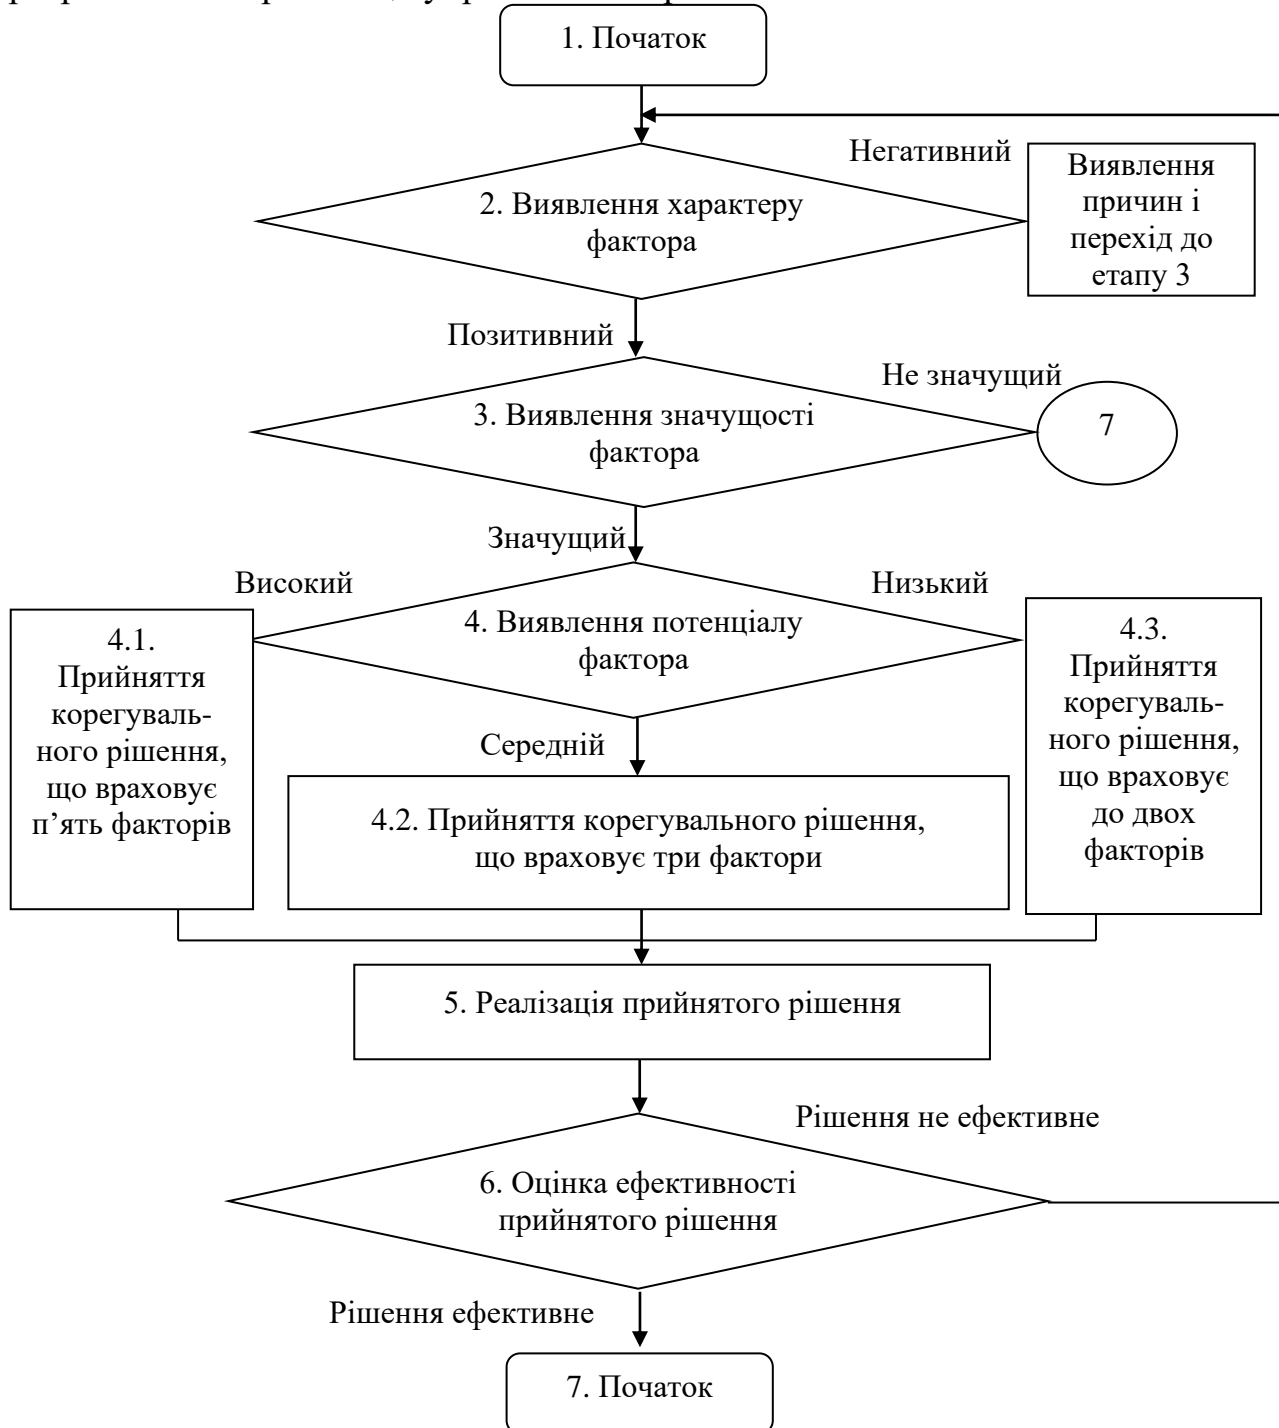 1. Початок
Негативний
2. Виявлення характеру
фактора
Виявлення
причин і
перехід до
етапу 3
Позитивний
Не значущий
3. Виявлення значущості
фактора
7
Значущий
Високий
Низький
4. Виявлення потенціалу
фактора
4.1.
Прийняття
корегуваль-
ного рішення,
що враховує
п’ять факторів
4.3.
Прийняття
корегуваль-
ного рішення,
що враховує
до двох
факторів
Середній
4.2. Прийняття корегувального рішення,
що враховує три фактори
5. Реалізація прийнятого рішення
Рішення не ефективне
6. Оцінка ефективності
прийнятого рішення
Рішення ефективне
7. Початок